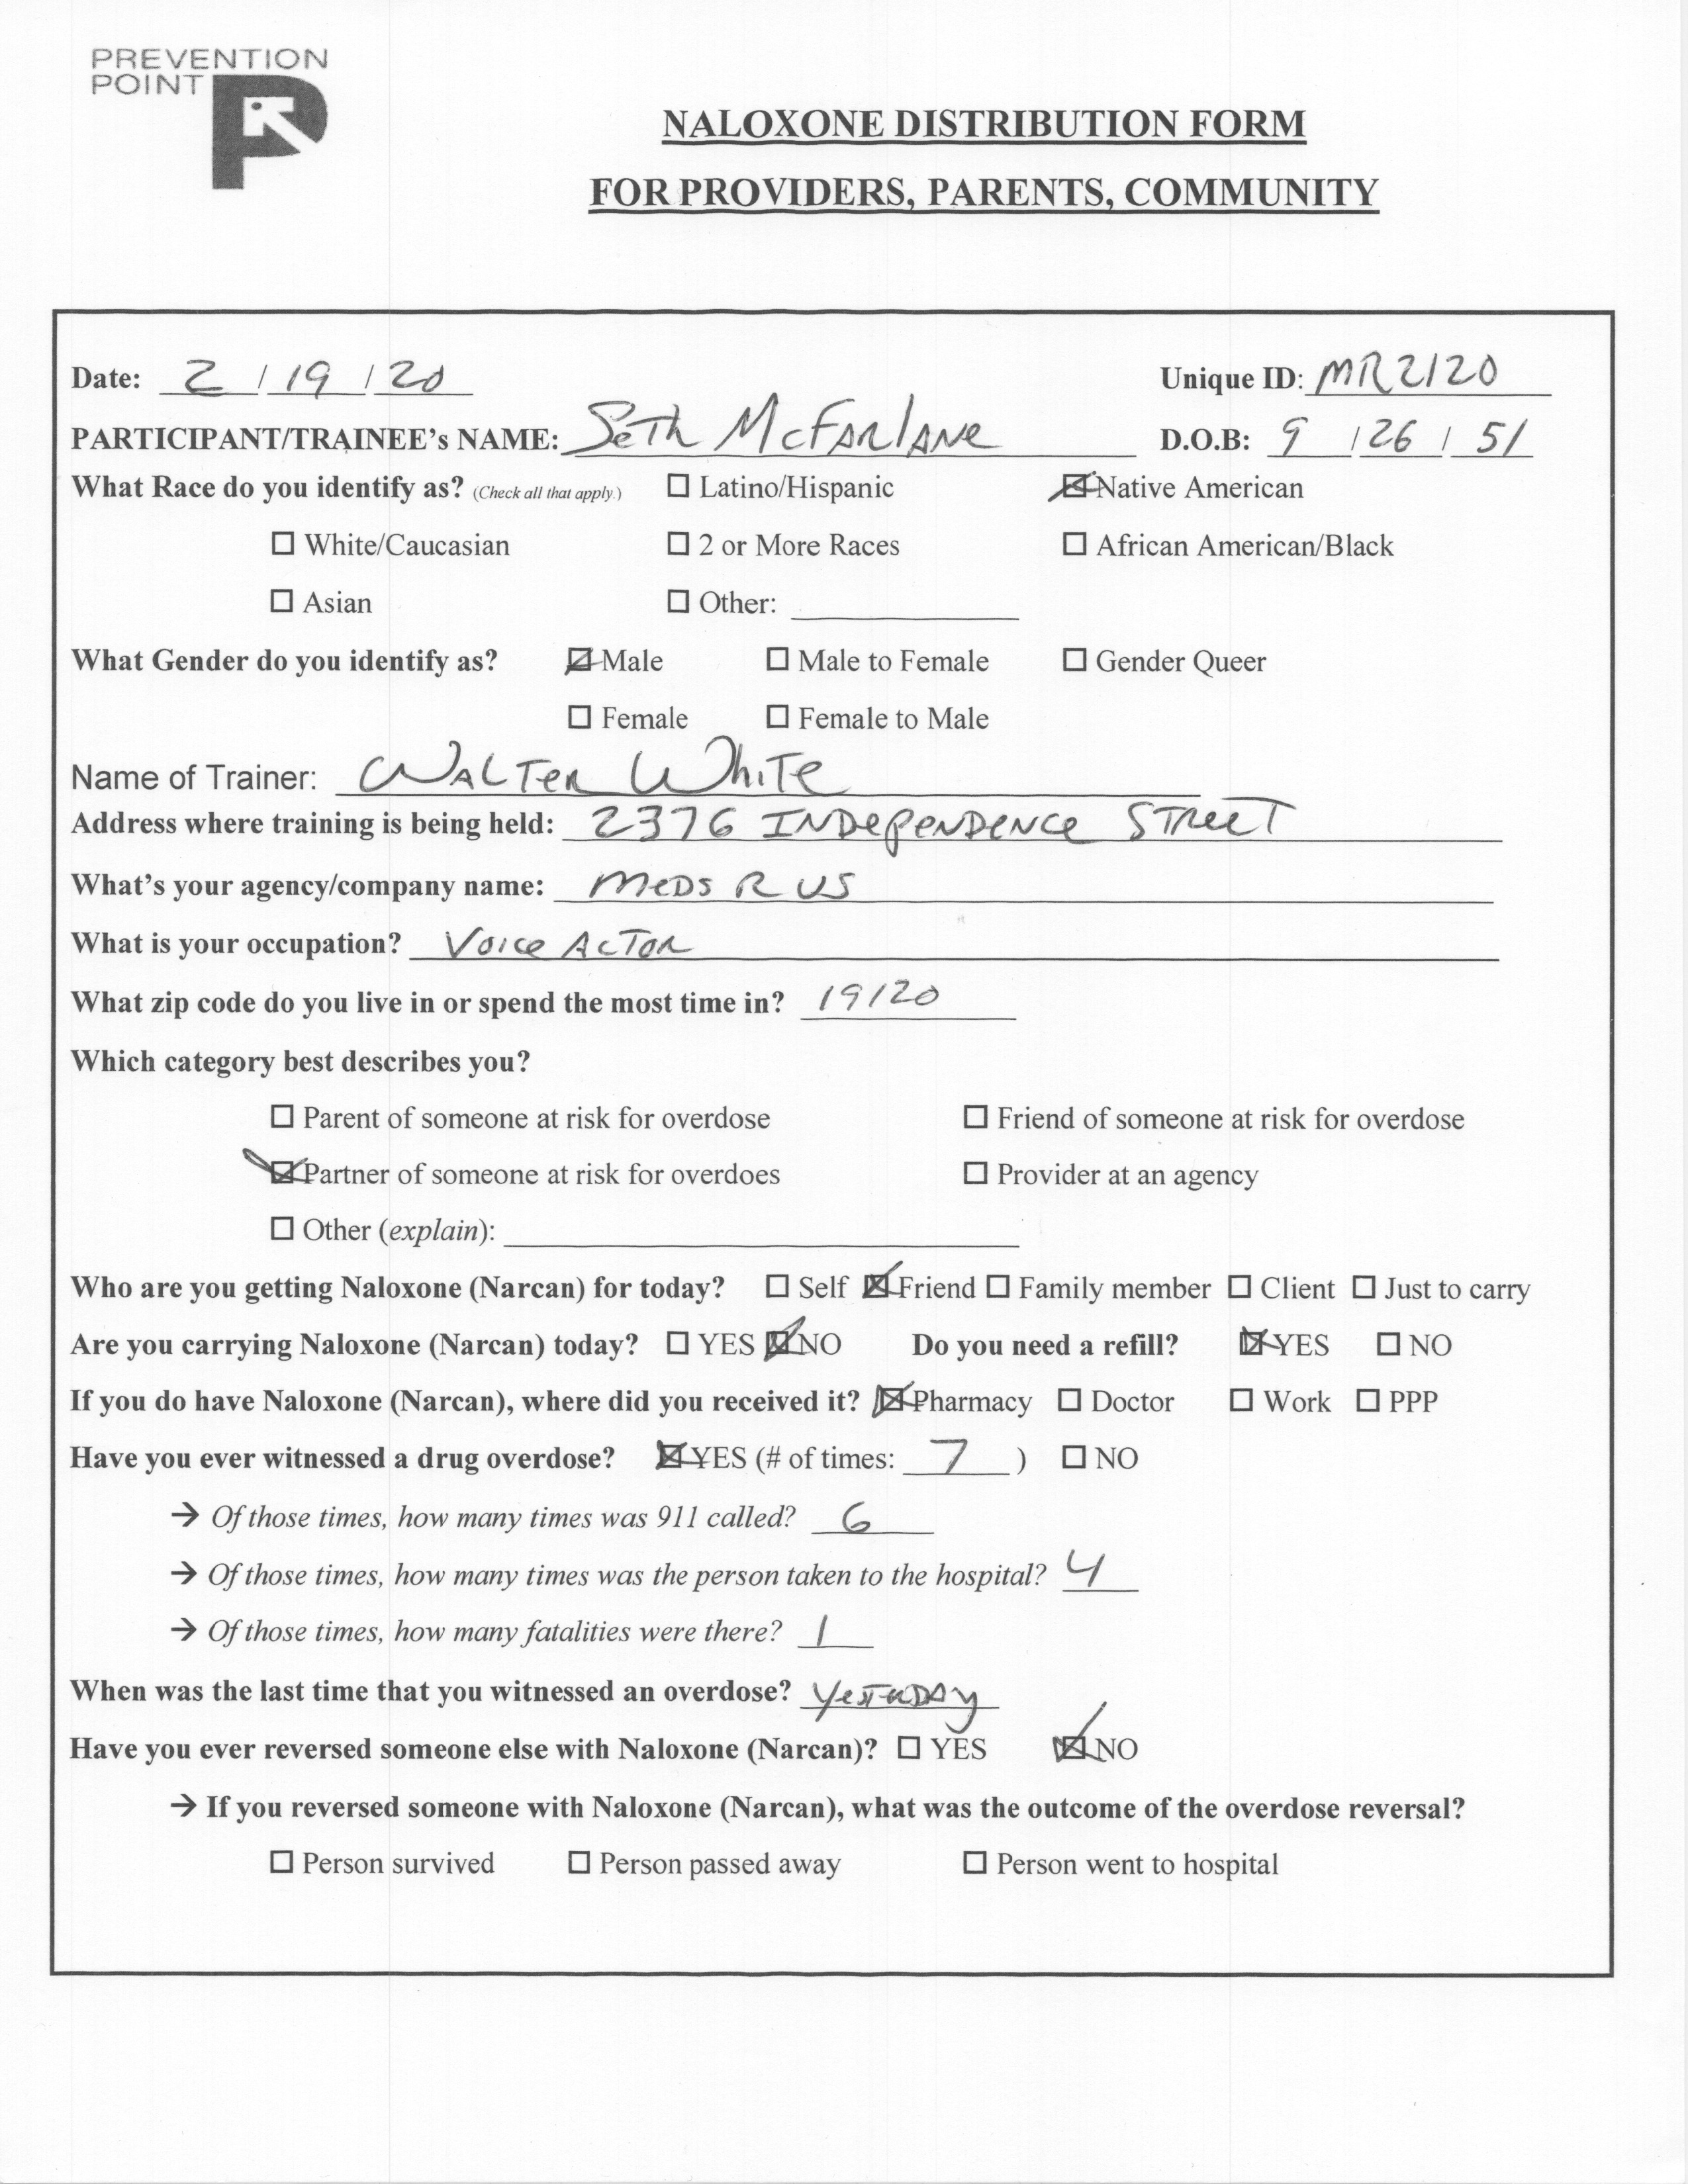 PREVENTION
POINT
NALOXONE DISTRIBUTION FORM
FOR PROVIDERS, PARENTS, COMMUNITY
Date: 2 / 19 / 20 Unique ID: MR2120
PARTICIPANT/TRAINEE's NAME: Seth McFarlane D.O.B: 9 / 26 / 51
What Race do you identify as? (Check all that apply.) ☐ Latino/Hispanic ☒ Native American
☐ White/Caucasian ☐ 2 or More Races ☐ African American/Black
☐ Asian ☐ Other:
What Gender do you identify as? ☒ Male ☐ Male to Female ☐ Gender Queer
☐ Female ☐ Female to Male
Name of Trainer: Walter White
Address where training is being held: 2376 Independence Street
What's your agency/company name: Meds R Us
What is your occupation? Voice Actor
What zip code do you live in or spend the most time in? 19120
Which category best describes you?
☐ Parent of someone at risk for overdose ☐ Friend of someone at risk for overdose
☒ Partner of someone at risk for overdoes ☐ Provider at an agency
☐ Other (explain):
Who are you getting Naloxone (Narcan) for today? ☐ Self ☒ Friend ☐ Family member ☐ Client ☐ Just to carry
Are you carrying Naloxone (Narcan) today? ☐ YES ☒ NO Do you need a refill? ☒ YES ☐ NO
If you do have Naloxone (Narcan), where did you received it? ☒ Pharmacy ☐ Doctor ☐ Work ☐ PPP
Have you ever witnessed a drug overdose? ☒ YES (# of times: 7 ) ☐ NO
→ Of those times, how many times was 911 called? 6
→ Of those times, how many times was the person taken to the hospital? 4
→ Of those times, how many fatalities were there? 1
When was the last time that you witnessed an overdose? Yesterday
Have you ever reversed someone else with Naloxone (Narcan)? ☐ YES ☒ NO
→ If you reversed someone with Naloxone (Narcan), what was the outcome of the overdose reversal?
☐ Person survived ☐ Person passed away ☐ Person went to hospital